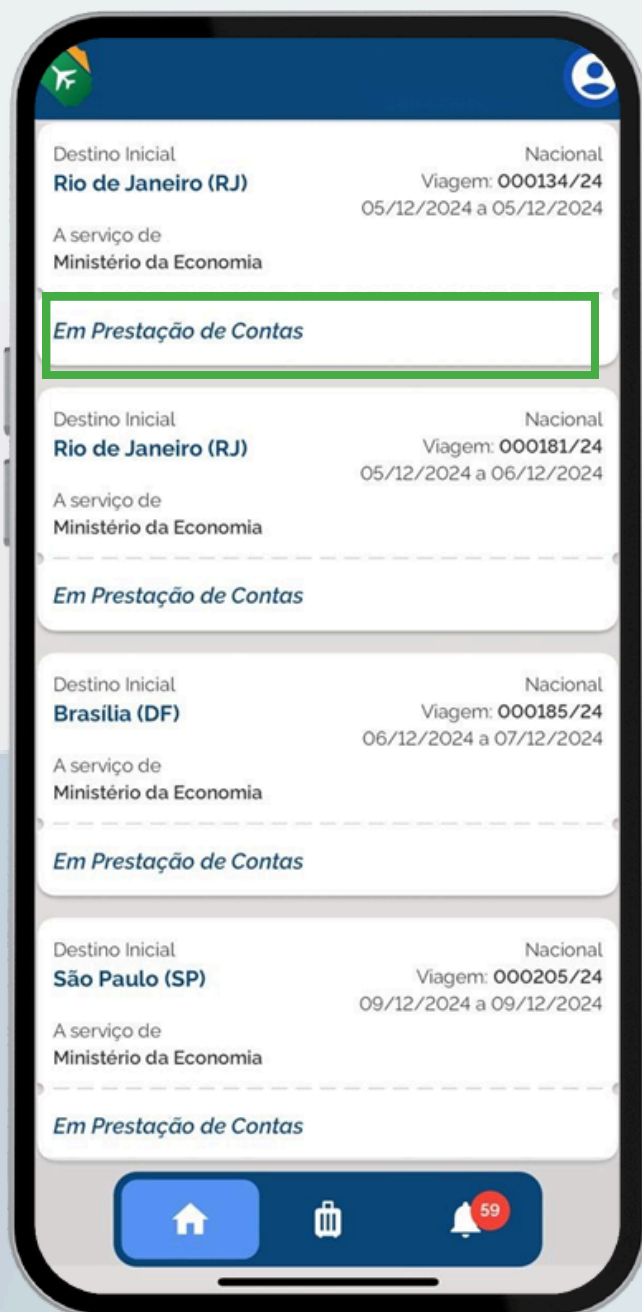 Destino Inicial
Nacional
Rio de Janeiro (RJ)
Viagem: 000134/24
05/12/2024 a 05/12/2024
A serviço de
Ministério da Economia
Em Prestação de Contas
Destino Inicial
Nacional
Rio de Janeiro (RJ)
Viagem: 000181/24
05/12/2024 a 06/12/2024
A serviço de
Ministério da Economia
Em Prestação de Contas
Destino Inicial
Nacional
Brasília (DF)
Viagem: 000185/24
06/12/2024 a 07/12/2024
A serviço de
Ministério da Economia
Em Prestação de Contas
Destino Inicial
Nacional
São Paulo (SP)
Viagem: 000205/24
09/12/2024 a 09/12/2024
A serviço de
Ministério da Economia
Em Prestação de Contas
59